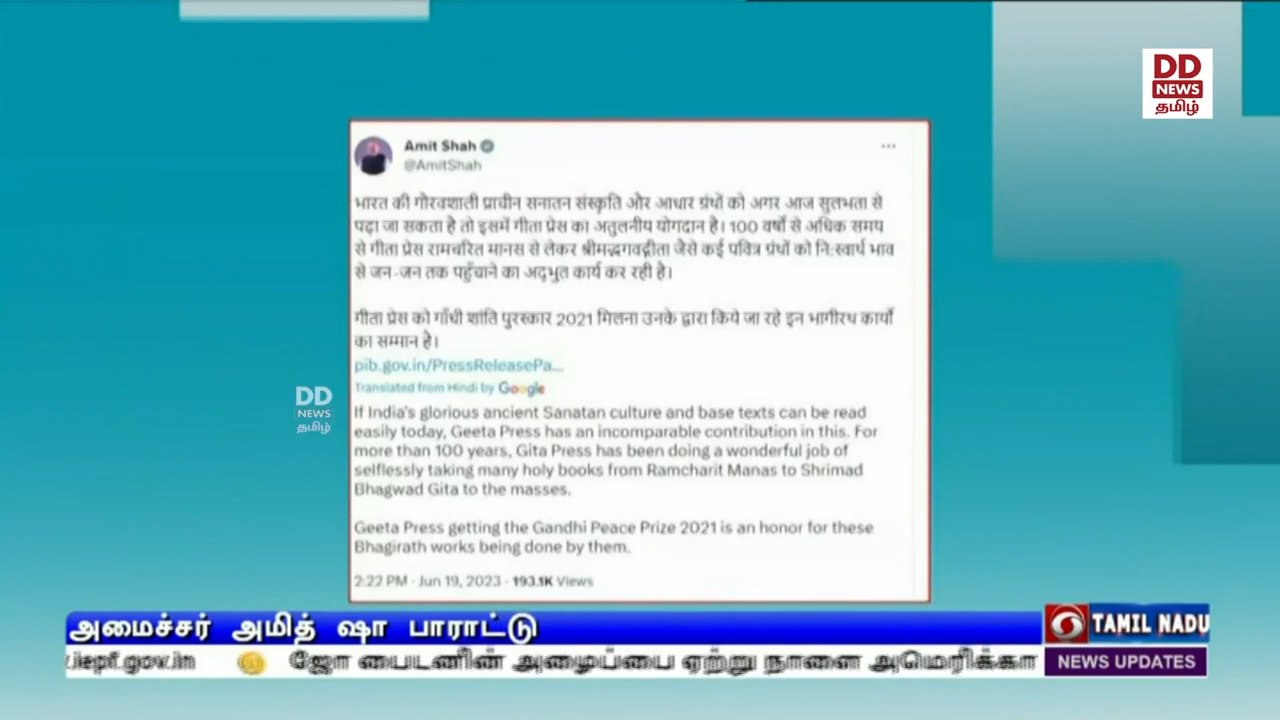 DD
NEWS
தமிழ்
Amit Shah
@AmitShah
भारत की गौरवशाली प्राचीन सनातन संस्कृति और आधार ग्रंथों को अगर आज सुलभता से
पढ़ा जा सकता है तो इसमें गीता प्रेस का अतुलनीय योगदान है। 100 वर्षों से अधिक समय
से गीता प्रेस रामचरित मानस से लेकर श्रीमद्भगवद्गीता जैसे कई पवित्र ग्रंथों को नि:स्वार्थ भाव
से जन-जन तक पहुँचाने का अद्भुत कार्य कर रही है।
गीता प्रेस को गाँधी शांति पुरस्कार 2021 मिलना उनके द्वारा किये जा रहे इन भागीरथ कार्यों
का सम्मान है।
pib.gov.in/PressReleasePa...
Translated from Hindi by Google
If India's glorious ancient Sanatan culture and base texts can be read
easily today, Geeta Press has an incomparable contribution in this. For
more than 100 years, Gita Press has been doing a wonderful job of
selflessly taking many holy books from Ramcharit Manas to Shrimad
Bhagwad Gita to the masses.
Geeta Press getting the Gandhi Peace Prize 2021 is an honor for these
Bhagirath works being done by them.
2:22 PM · Jun 19, 2023 · 193.1K Views
DD
NEWS
தமிழ்
அமைச்சர் அமித் ஷா பாராட்டு
TAMIL NADU
.iepf.gov.in ஜோ பைடனின் அழைப்பை ஏற்று நாளை அமெரிக்கா
NEWS UPDATES